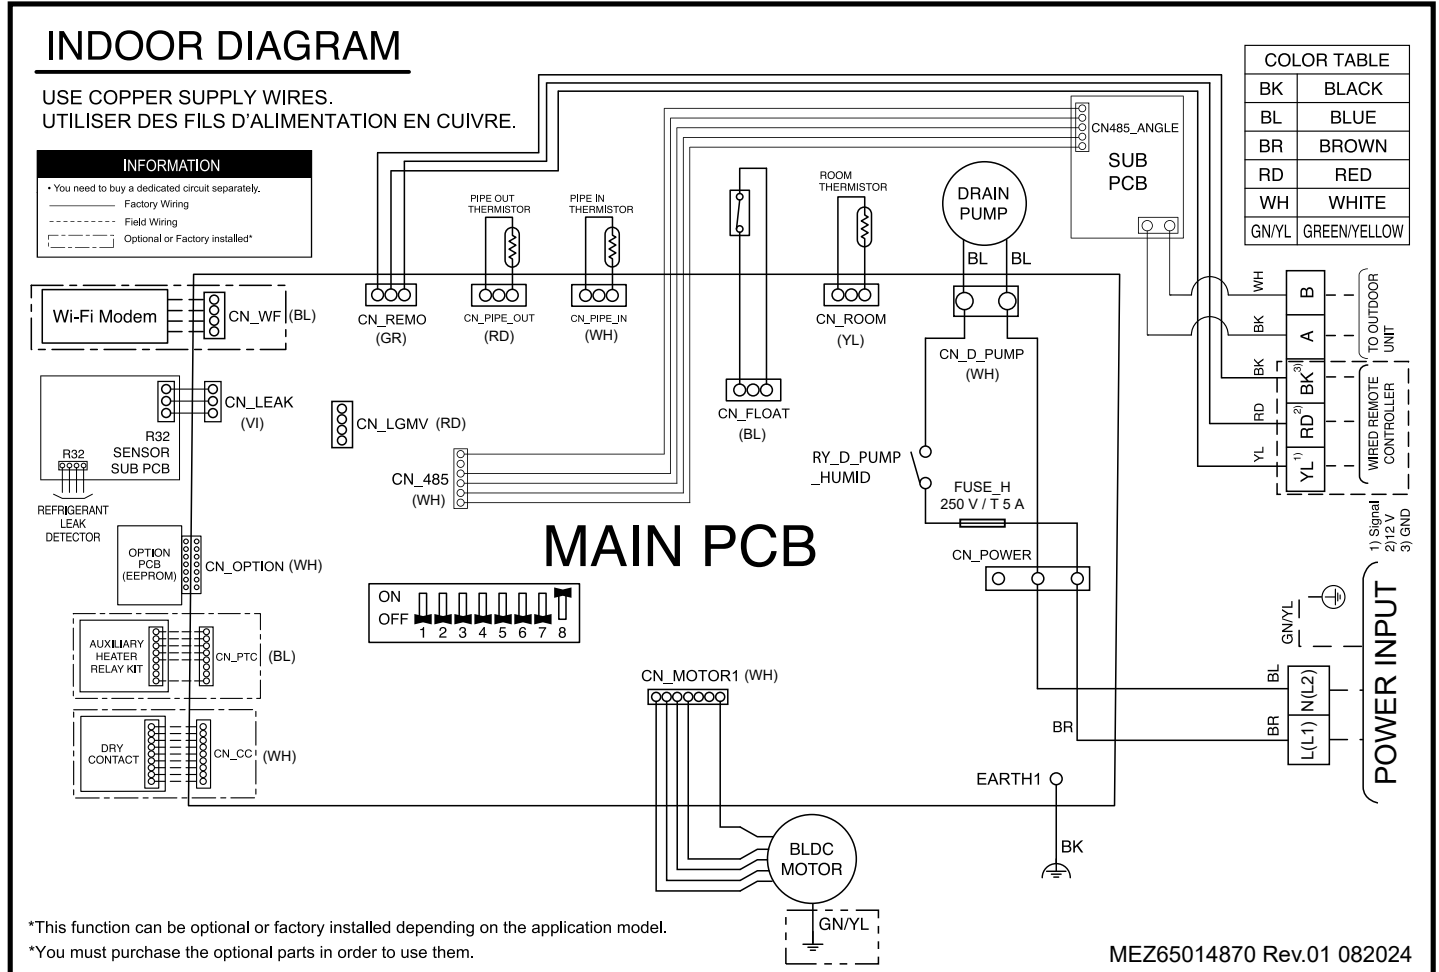 INDOOR DIAGRAM
USE COPPER SUPPLY WIRES.
UTILISER DES FILS D'ALIMENTATION EN CUIVRE.
INFORMATION
• You need to buy a dedicated circuit separately.
Factory Wiring
Field Wiring
Optional or Factory installed*
COLOR TABLE
BK BLACK
BL BLUE
BR BROWN
RD RED
WH WHITE
GN/YL GREEN/YELLOW
CN485_ANGLE
SUB
PCB
PIPE OUT
THERMISTOR
PIPE IN
THERMISTOR
ROOM
THERMISTOR
DRAIN
PUMP
BL
BL
Wi-Fi Modem
CN_WF (BL)
CN_REMO
(GR)
CN_PIPE_OUT
(RD)
CN_PIPE_IN
(WH)
CN_ROOM
(YL)
CN_D_PUMP
(WH)
CN_FLOAT
(BL)
WH
B
BK
A
TO OUTDOOR
UNIT
BK
BK 3)
RD
RD 2)
YL
YL 1)
WIRED REMOTE
CONTROLLER
1) Signal
2)12 V
3) GND
CN_LEAK
(VI)
R32
SENSOR
SUB PCB
R32
REFRIGERANT
LEAK
DETECTOR
CN_LGMV (RD)
CN_485
(WH)
RY_D_PUMP
_HUMID
FUSE_H
250 V / T 5 A
CN_POWER
MAIN PCB
OPTION
PCB
(EEPROM)
CN_OPTION (WH)
ON
OFF
1 2 3 4 5 6 7 8
AUXILIARY
HEATER
RELAY KIT
CN_PTC (BL)
DRY
CONTACT
CN_CC (WH)
CN_MOTOR1 (WH)
GN/YL
BL
N(L2)
BR
BR
L(L1)
POWER INPUT
EARTH1
BK
BLDC
MOTOR
GN/YL
*This function can be optional or factory installed depending on the application model.
*You must purchase the optional parts in order to use them.
MEZ65014870 Rev.01 082024